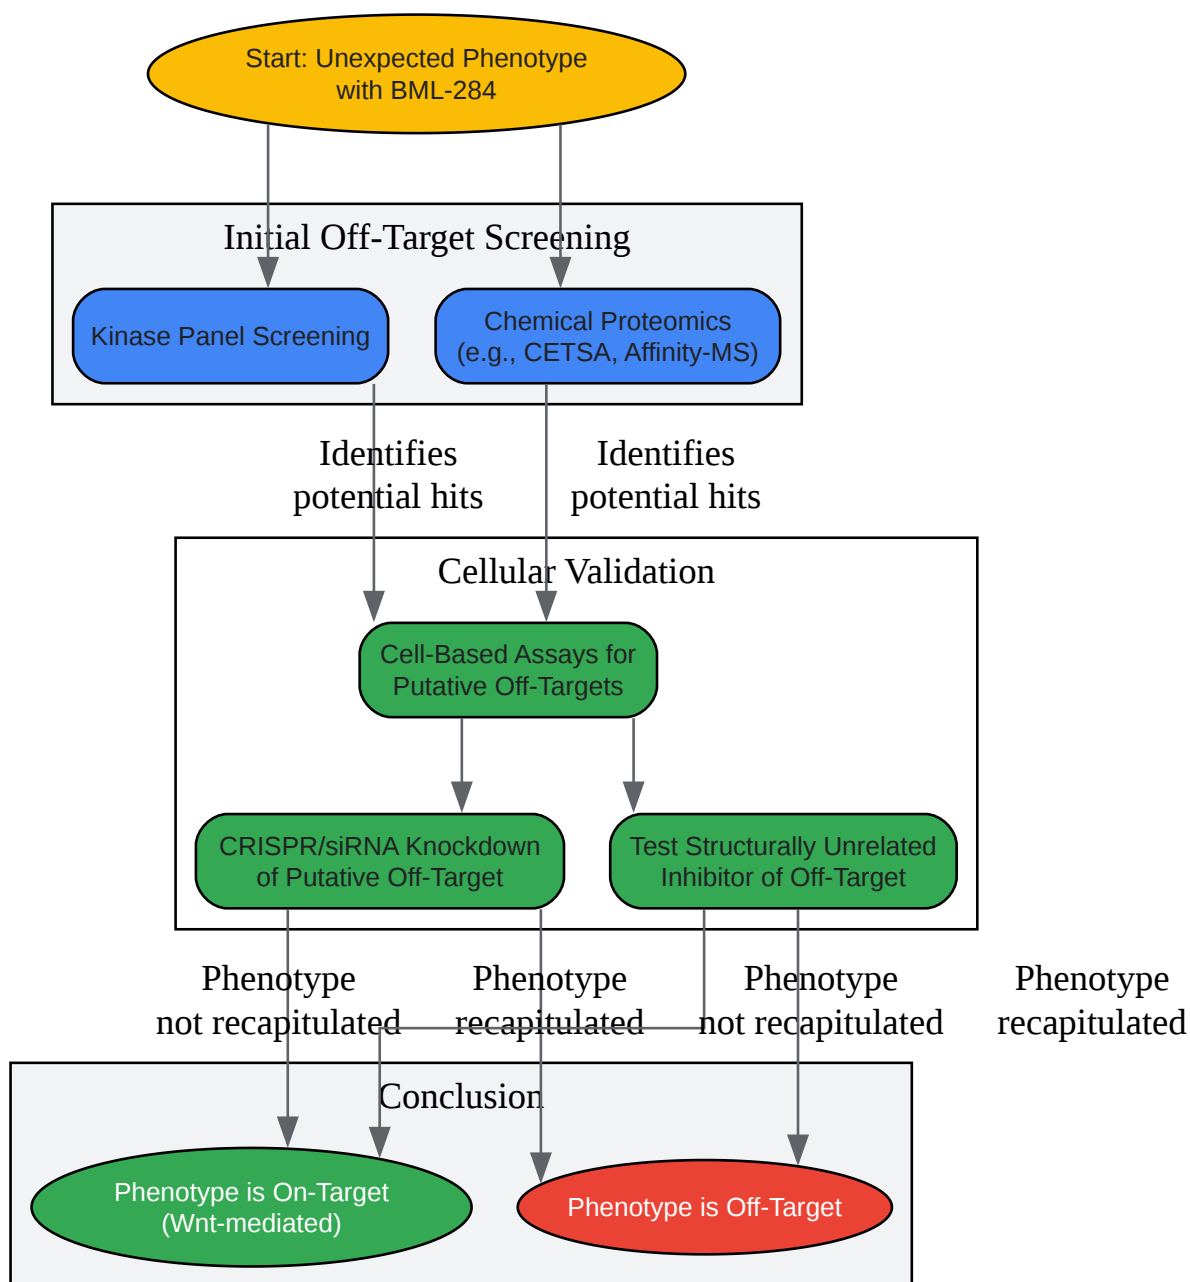 Start: Unexpected Phenotype
with BML-284
Initial Off-Target Screening
Kinase Panel Screening
Chemical Proteomics
(e.g., CETSA, Affinity-MS)
Identifies
potential hits
Identifies
potential hits
Cellular Validation
Cell-Based Assays for
Putative Off-Targets
CRISPR/siRNA Knockdown
of Putative Off-Target
Test Structurally Unrelated
Inhibitor of Off-Target
Phenotype
not recapitulated
Phenotype
recapitulated
Phenotype
not recapitulated
Phenotype
recapitulated
Conclusion
Phenotype is On-Target
(Wnt-mediated)
Phenotype is Off-Target